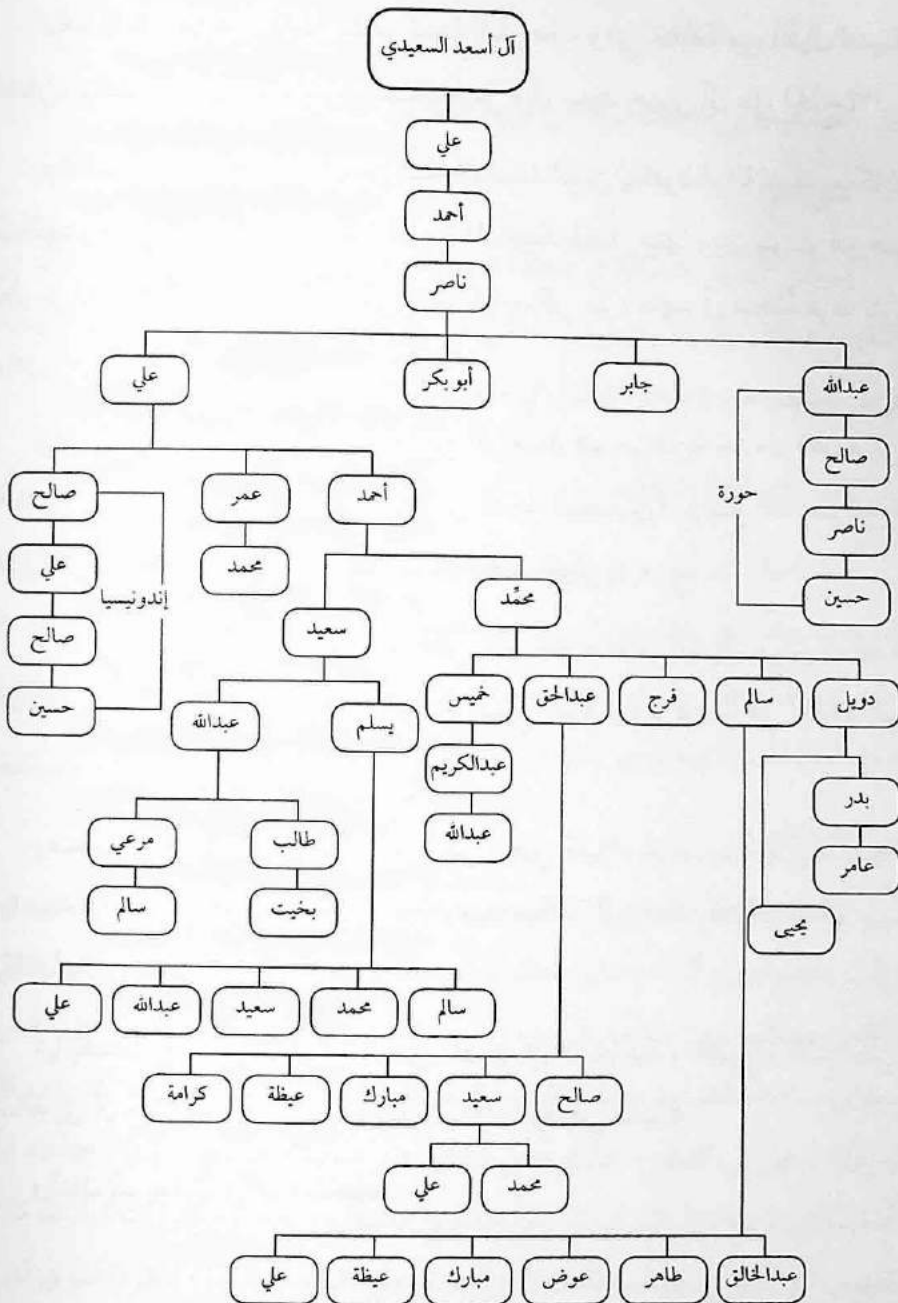 آل أسعد السعيدي
علي
أحمد
ناصر
عبدالله
جابر
أبو بكر
علي
صالح
ناصر
حسين
حورة
أحمد
عمر
صالح
محمد
علي
صالح
حسين
إندونيسيا
محمَّد
سعيد
دويل
سالم
فرج
عبدالحق
خميس
يسلم
عبدالله
عبدالكريم
عبدالله
بدر
عامر
يحيى
طالب
مرعي
بخيت
سالم
سالم
محمد
سعيد
عبدالله
علي
صالح
سعيد
مبارك
عيظة
كرامة
محمد
علي
عبدالخالق
طاهر
عوض
مبارك
عيظة
علي